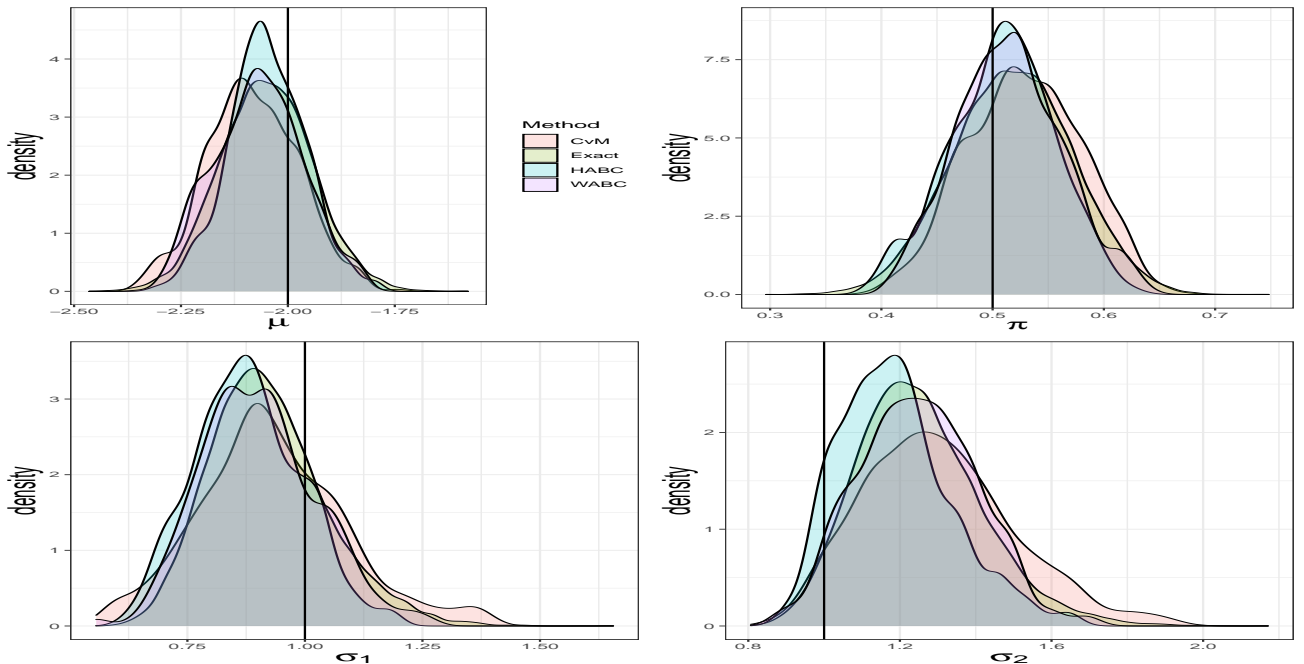 density
4
3
2
1
0
−2.50
−2.25
−2.00
−1.75
μ
Method
CvM
Exact
HABC
WABC
density
7.5
5.0
2.5
0.0
0.3
0.4
0.5
0.6
0.7
π
density
3
2
1
0
0.75
1.00
1.25
1.50
σ1
density
2
1
0
0.8
1.2
1.6
2.0
σ2